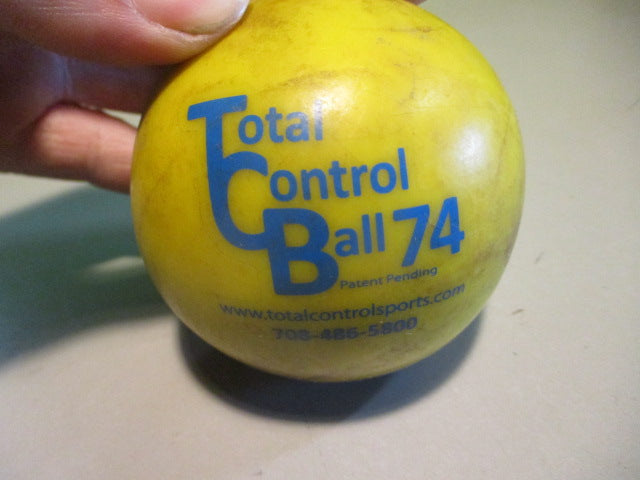 Total
Control
Ball 74
Patent Pending
www.totalcontrolsports.com
708-486-5800